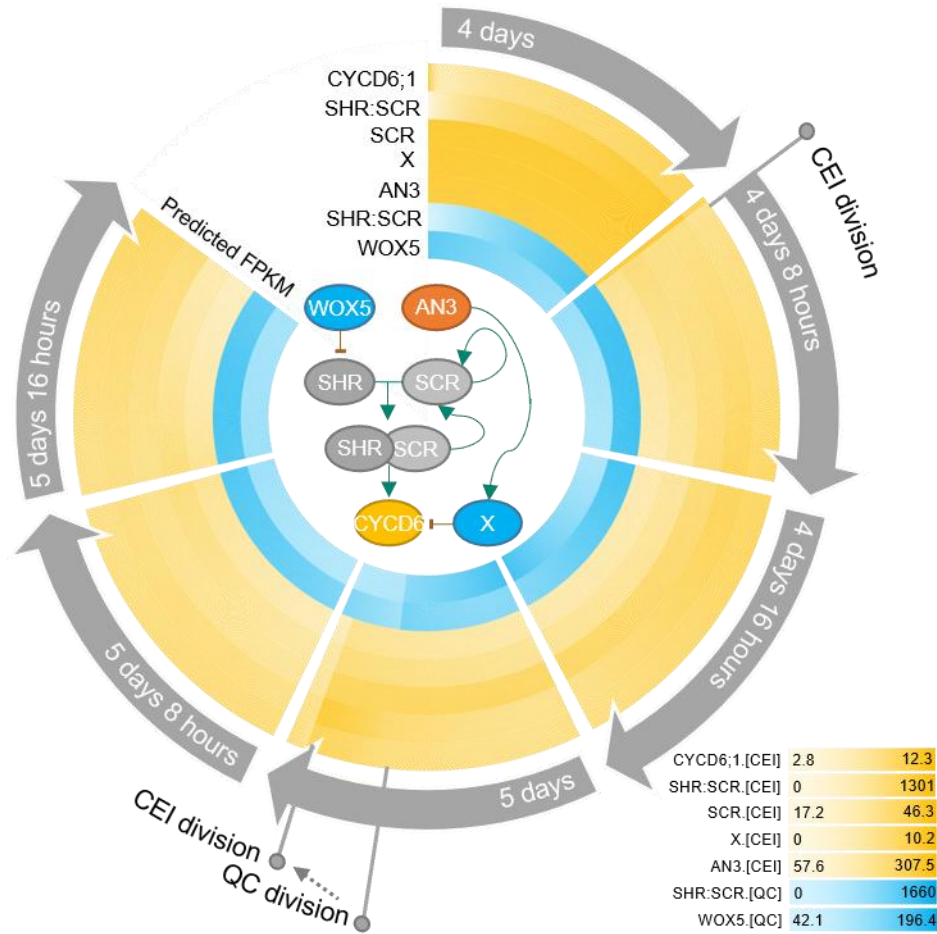 4 days
CYCD6;1
SHR:SCR
SCR
X
AN3
SHR:SCR
WOX5
Predicted FPKM
CEI division
4 days 8 hours
4 days 16 hours
5 days
5 days 8 hours
5 days 16 hours
CEI division
QC division
WOX5
AN3
SHR
SCR
SHR
SCR
CYCD6
X
CYCD6;1.[CEI] 2.8 12.3
SHR:SCR.[CEI] 0 1301
SCR.[CEI] 17.2 46.3
X.[CEI] 0 10.2
AN3.[CEI] 57.6 307.5
SHR:SCR.[QC] 0 1660
WOX5.[QC] 42.1 196.4